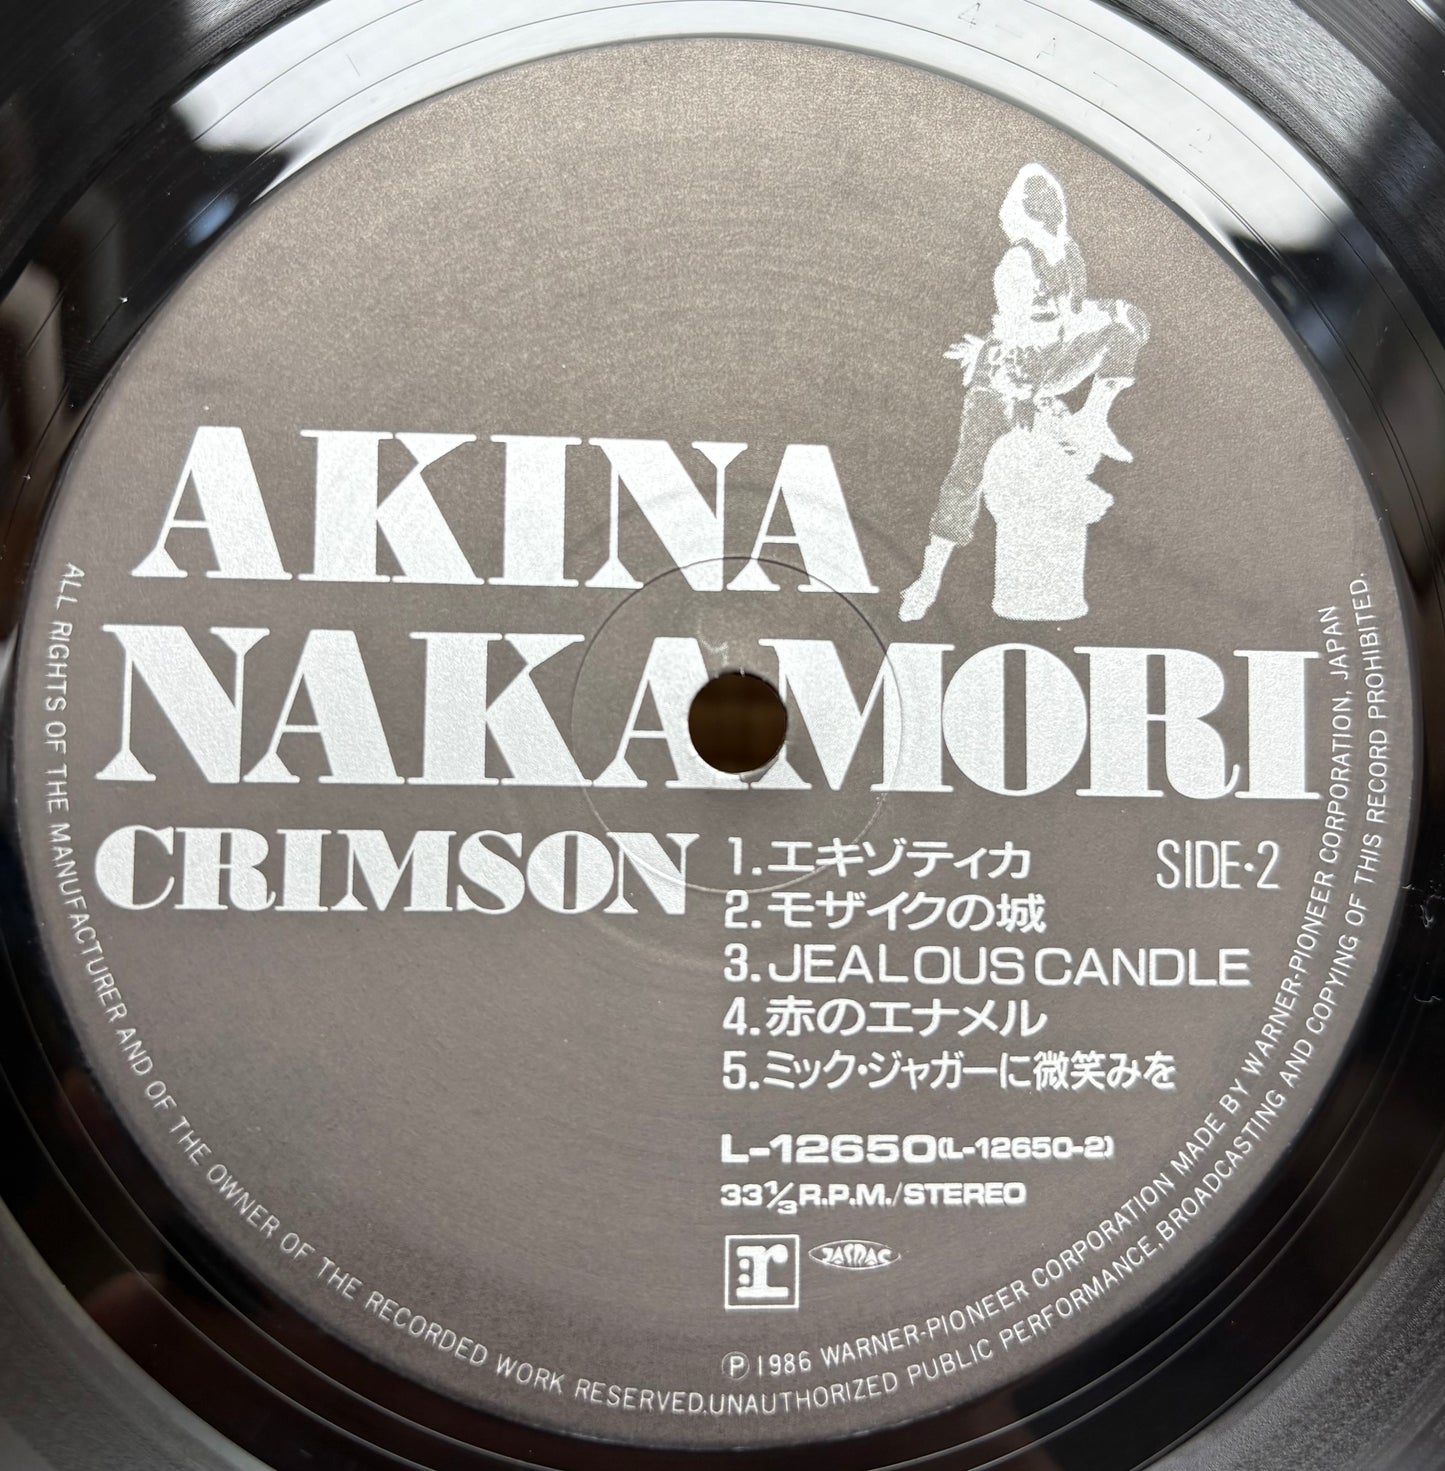 AKINA
NAKAMORI
CRIMSON
SIDE・2
1.エキゾティカ
2.モザイクの城
3.JEALOUS CANDLE
4.赤のエナメル
5.ミック・ジャガーに微笑みを
L-12650(L-12650-2)
33⅓R.P.M./STEREO
r
JASRAC
Ⓟ1986 WARNER-PIONEER CORPORATION MADE BY WARNER-PIONEER CORPORATION, JAPAN
ALL RIGHTS OF THE MANUFACTURER AND OF THE OWNER OF THE RECORDED WORK RESERVED.UNAUTHORIZED PUBLIC PERFORMANCE,BROADCASTING AND COPYING OF THIS RECORD PROHIBITED.